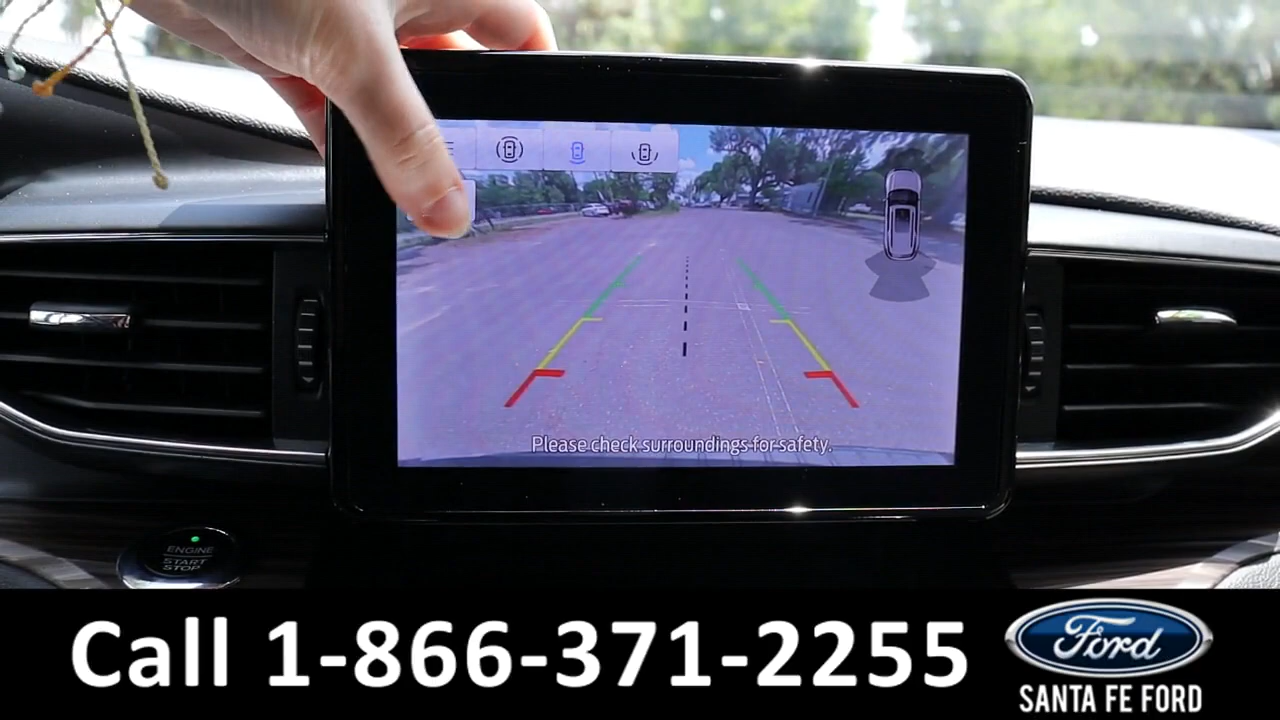 Please check surroundings for safety.
ENGINE
START
STOP
Call 1-866-371-2255
Ford
SANTA FE FORD